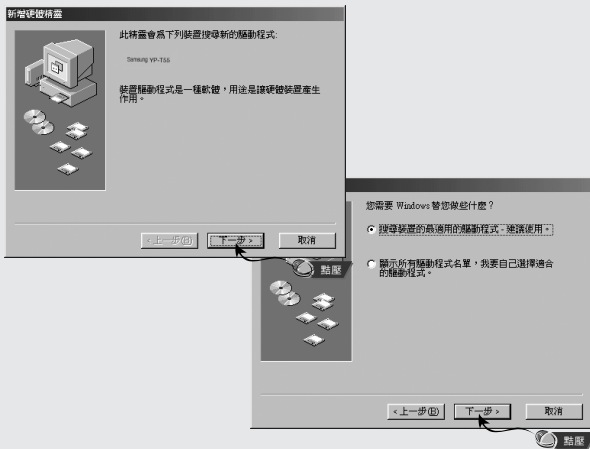 新增硬體精靈
此精靈會爲下列裝置搜尋新的驅動程式:
Samsung YP-T55
裝置驅動程式是一種軟體，用途是讓硬體裝置產生
作用。
<上一步(B)
下一步>
取消
點壓
您需要 Windows 替您做些什麼？
搜尋裝置的最適用的驅動程式 - 建議使用。
顯示所有驅動程式名單，我要自己選擇適合
的驅動程式。
<上一步(B)
下一步>
取消
點壓